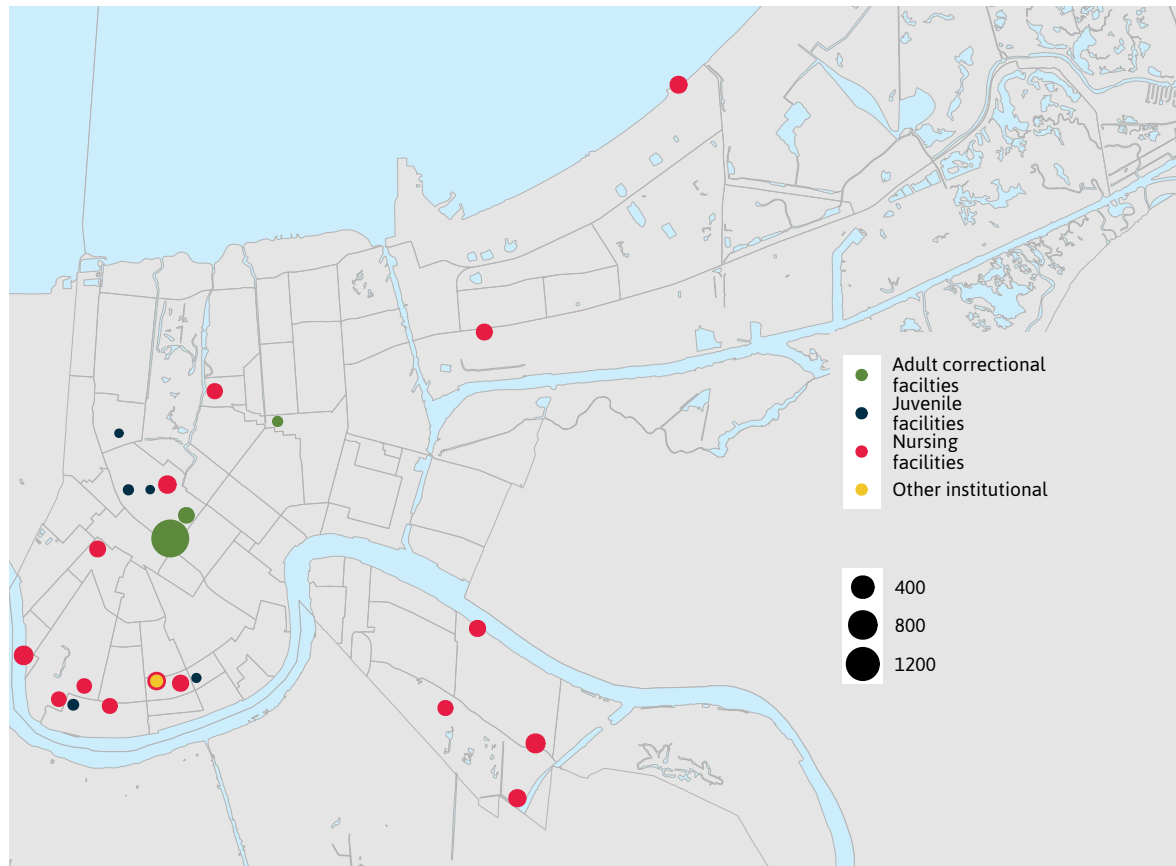 Adult correctional
facilties
Juvenile
facilities
Nursing
facilities
Other institutional
400
800
1200